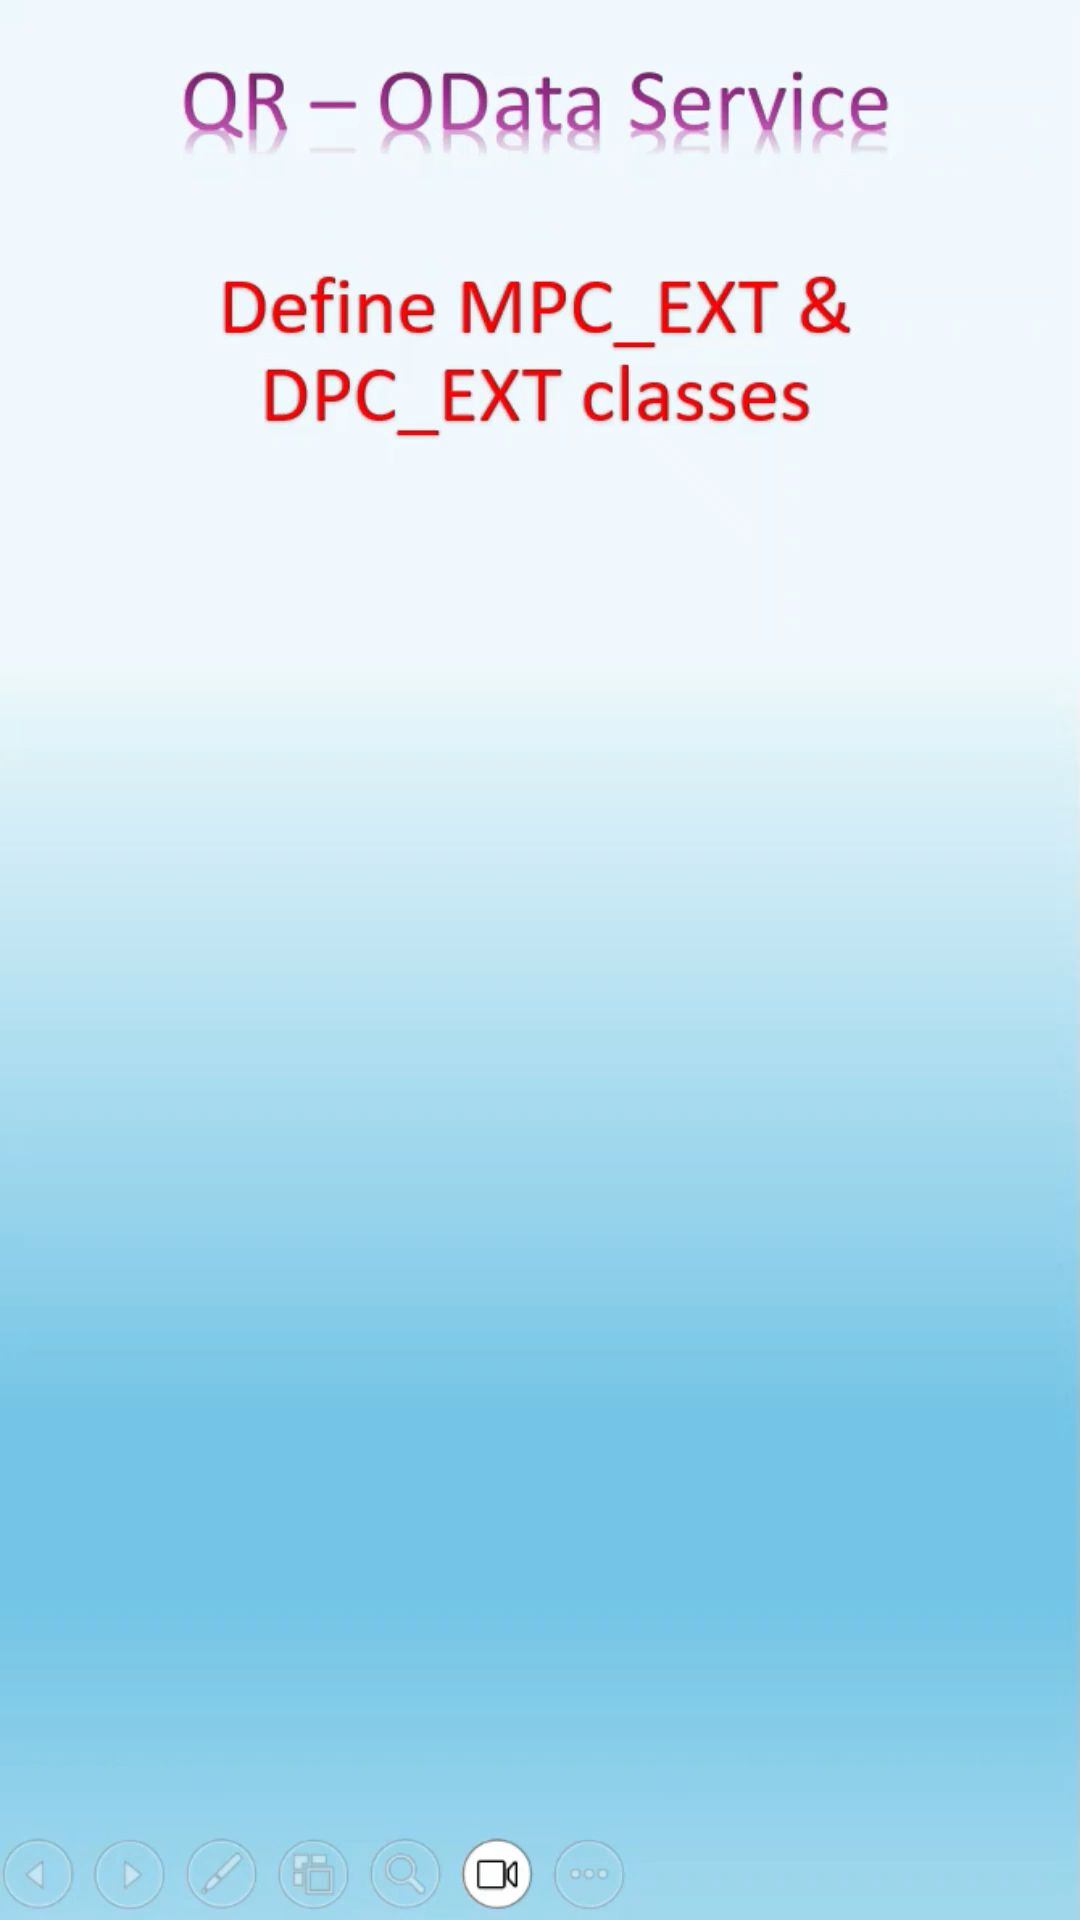 QR – OData Service
Define MPC_EXT &
DPC_EXT classes